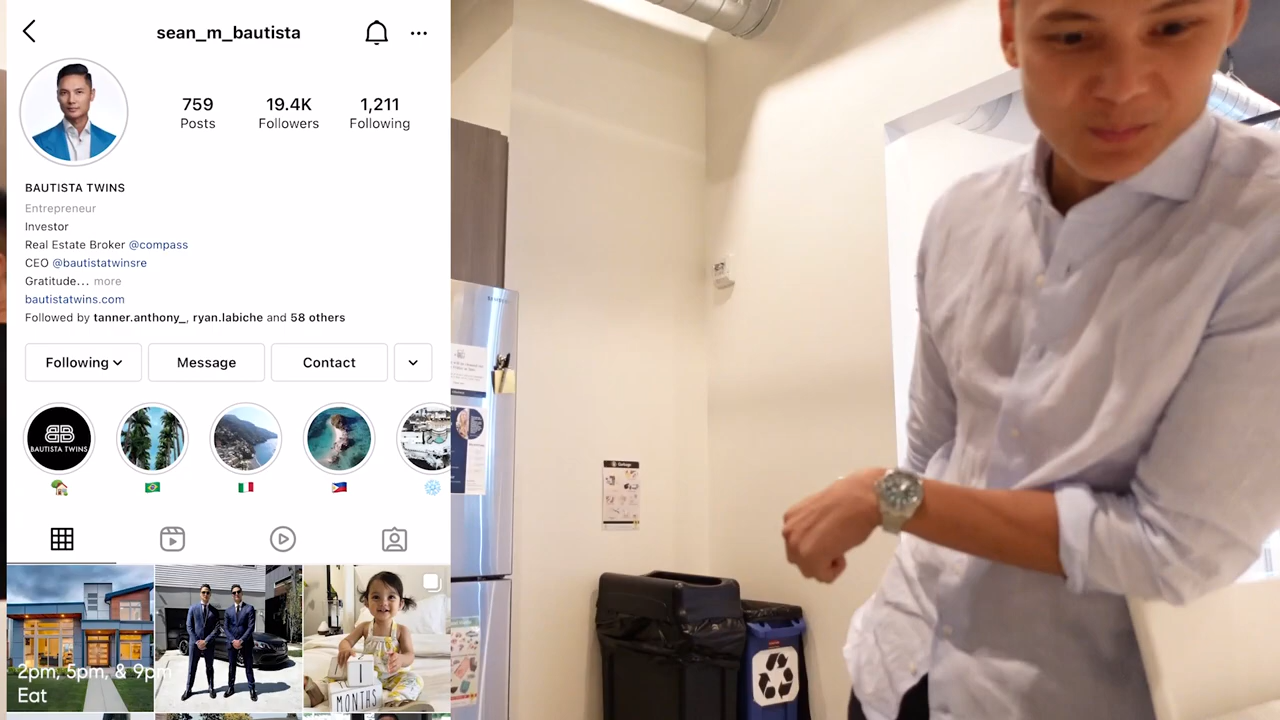 sean_m_bautista
759
Posts
19.4K
Followers
1,211
Following
BAUTISTA TWINS
Entrepreneur
Investor
Real Estate Broker @compass
CEO @bautistatwinsre
Gratitude... more
bautistatwins.com
Followed by tanner.anthony_, ryan.labiche and 58 others
Following
Message
Contact
BAUTISTA TWINS
2pm, 5pm, & 9pm
Eat
1
MONTHS
Garbage